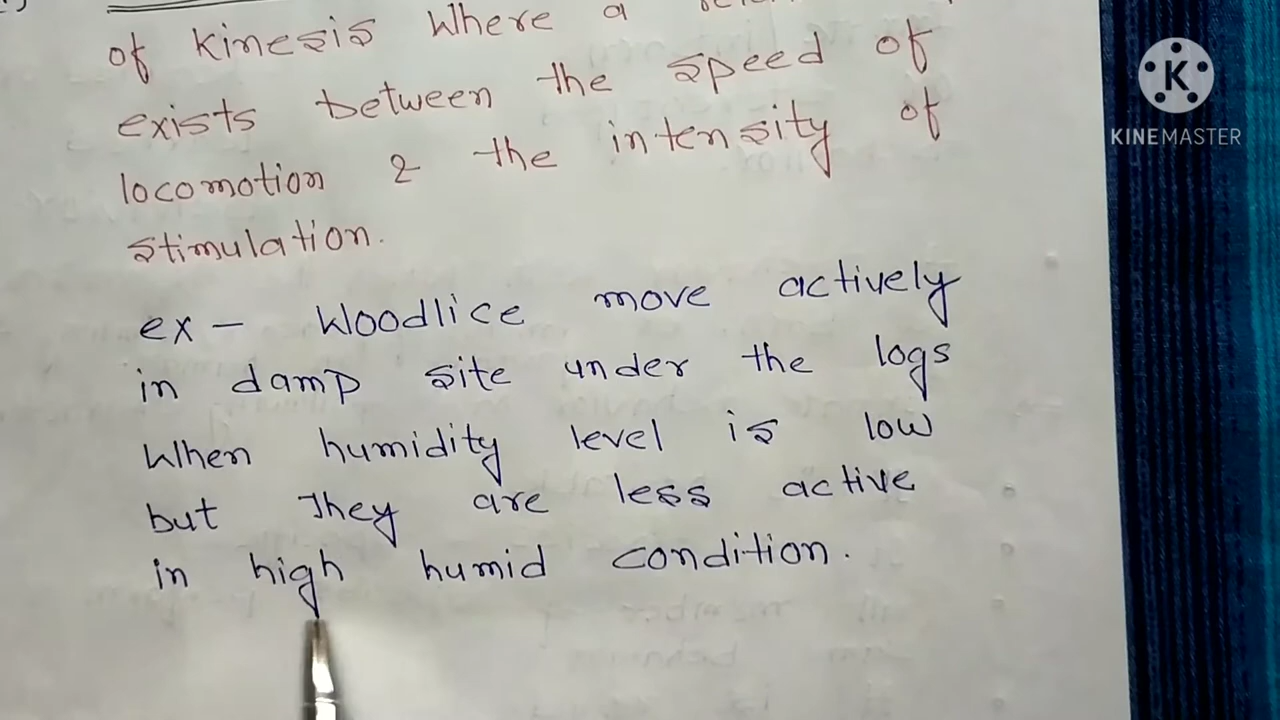 of kinesis where a
exists between the speed of
locomotion & the intensity of
stimulation.
ex - Woodlice move actively
in damp site under the logs
When humidity level is low
but They are less active
in high humid condition.
K
KINEMASTER